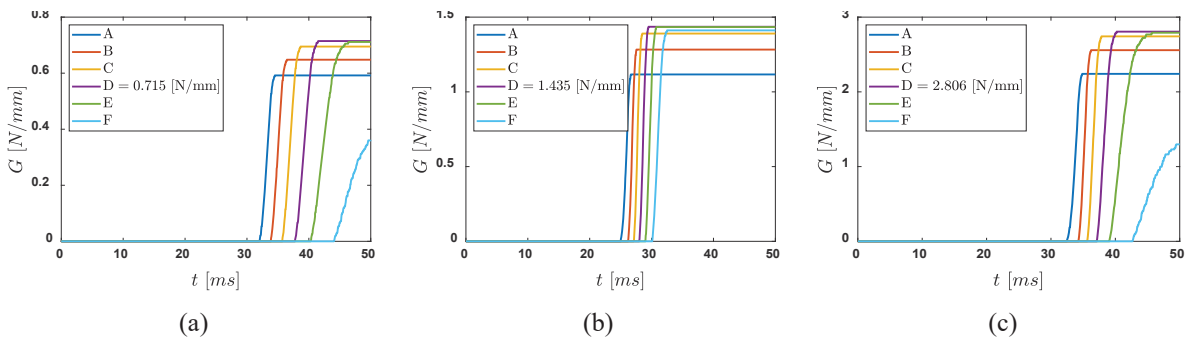 0.8
0.6
0.4
0.2
0
G [N/mm]
A
B
C
D = 0.715 [N/mm]
E
F
0 10 20 30 40 50
t [ms]
(a)
1.5
1
0.5
0
G [N/mm]
A
B
C
D = 1.435 [N/mm]
E
F
0 10 20 30 40 50
t [ms]
(b)
3
2
1
0
G [N/mm]
A
B
C
D = 2.806 [N/mm]
E
F
0 10 20 30 40 50
t [ms]
(c)